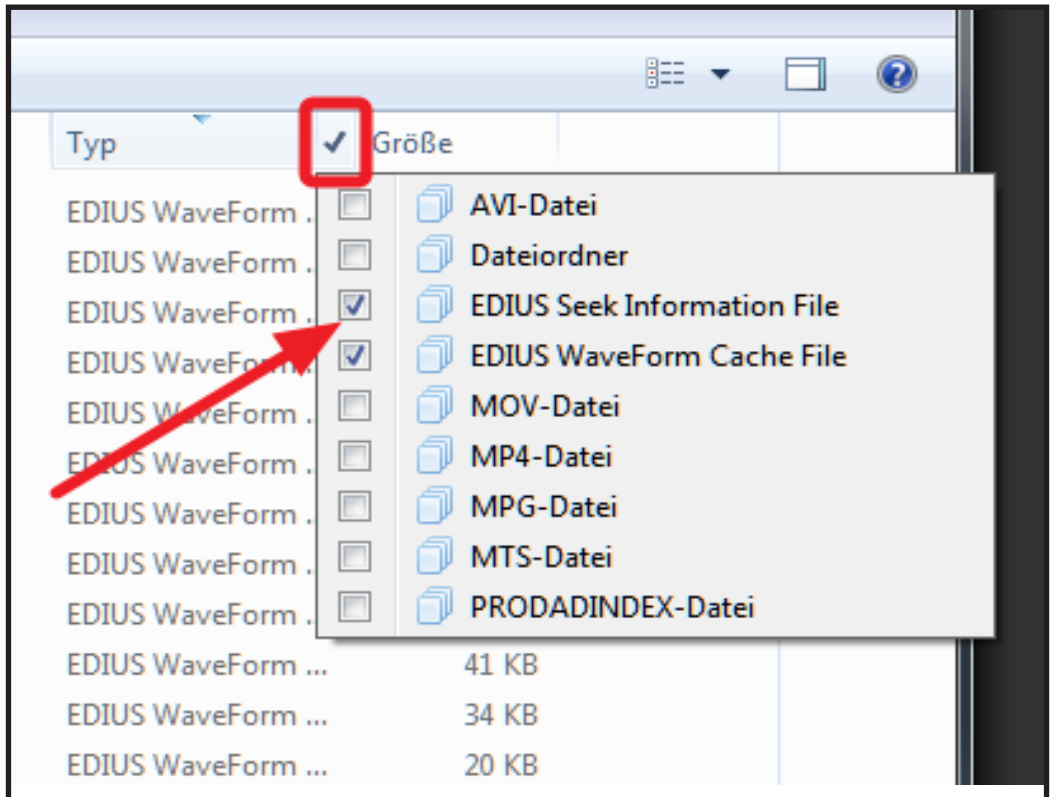 Typ Größe
EDIUS WaveForm . AVI-Datei
EDIUS WaveForm .. Dateiordner
EDIUS WaveForm . EDIUS Seek Information File
EDIUS WaveForm . EDIUS WaveForm Cache File
EDIUS WaveForm . MOV-Datei
EDIUS WaveForm . MP4-Datei
EDIUS WaveForm .. MPG-Datei
EDIUS WaveForm . MTS-Datei
EDIUS WaveForm . PRODADINDEX-Datei
EDIUS WaveForm ... 41 KB
EDIUS WaveForm ... 34 KB
EDIUS WaveForm ... 20 KB